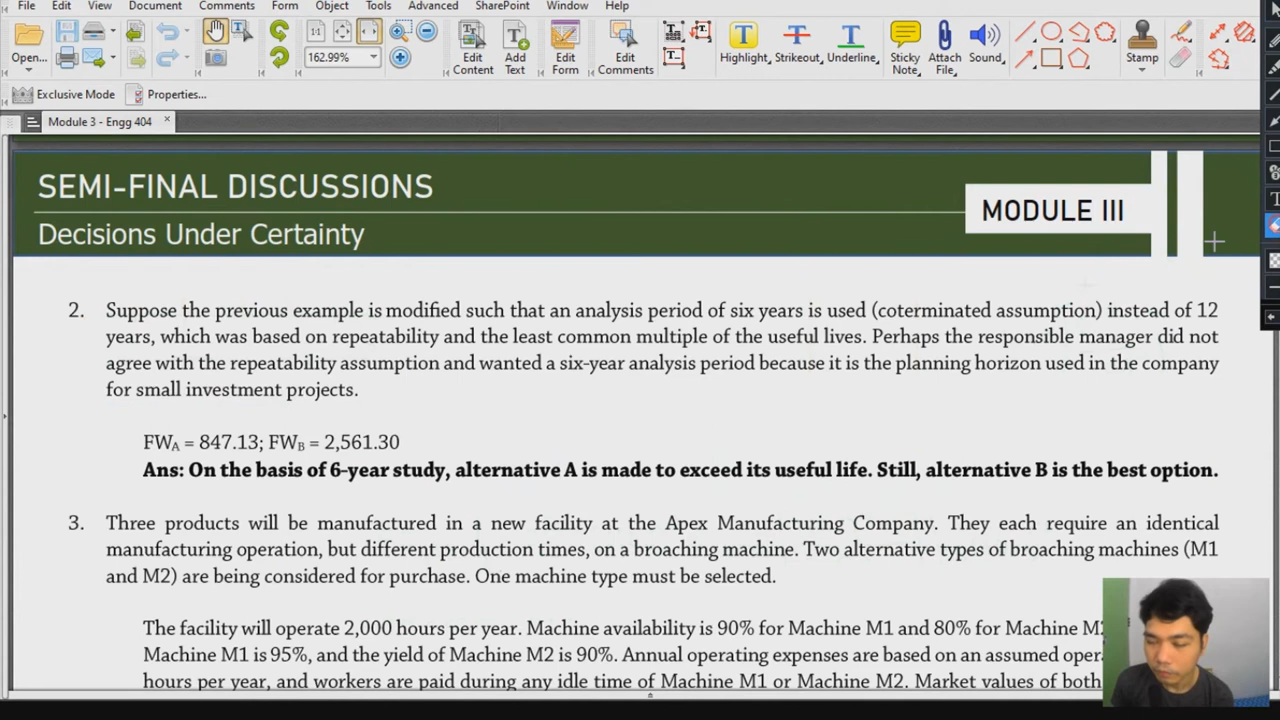 File Edit View Document Comments Form Object Tools Advanced SharePoint Window Help
Open... 1:1 162.99% Edit Content Add Text Edit Form Edit Comments Highlight Strikeout Underline Sticky Note Attach File Sound Stamp
Exclusive Mode Properties...
Module 3 - Engg 404
SEMI-FINAL DISCUSSIONS
MODULE III
Decisions Under Certainty
2. Suppose the previous example is modified such that an analysis period of six years is used (coterminated assumption) instead of 12
years, which was based on repeatability and the least common multiple of the useful lives. Perhaps the responsible manager did not
agree with the repeatability assumption and wanted a six-year analysis period because it is the planning horizon used in the company
for small investment projects.
FWA = 847.13; FWB = 2,561.30
Ans: On the basis of 6-year study, alternative A is made to exceed its useful life. Still, alternative B is the best option.
3. Three products will be manufactured in a new facility at the Apex Manufacturing Company. They each require an identical
manufacturing operation, but different production times, on a broaching machine. Two alternative types of broaching machines (M1
and M2) are being considered for purchase. One machine type must be selected.
The facility will operate 2,000 hours per year. Machine availability is 90% for Machine M1 and 80% for Machine
Machine M1 is 95%, and the yield of Machine M2 is 90%. Annual operating expenses are based on an assumed
hours per year, and workers are paid during any idle time of Machine M1 or Machine M2. Market values of both